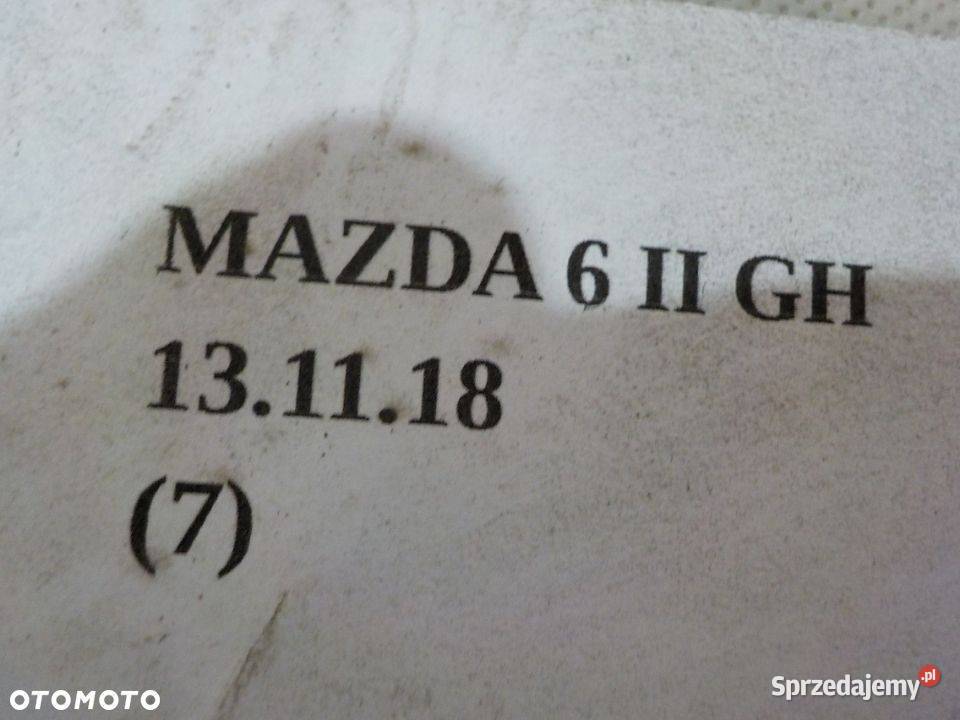 MAZDA 6 II GH
13.11.18
(7)
OTOMOTO
Sprzedajemy.pl